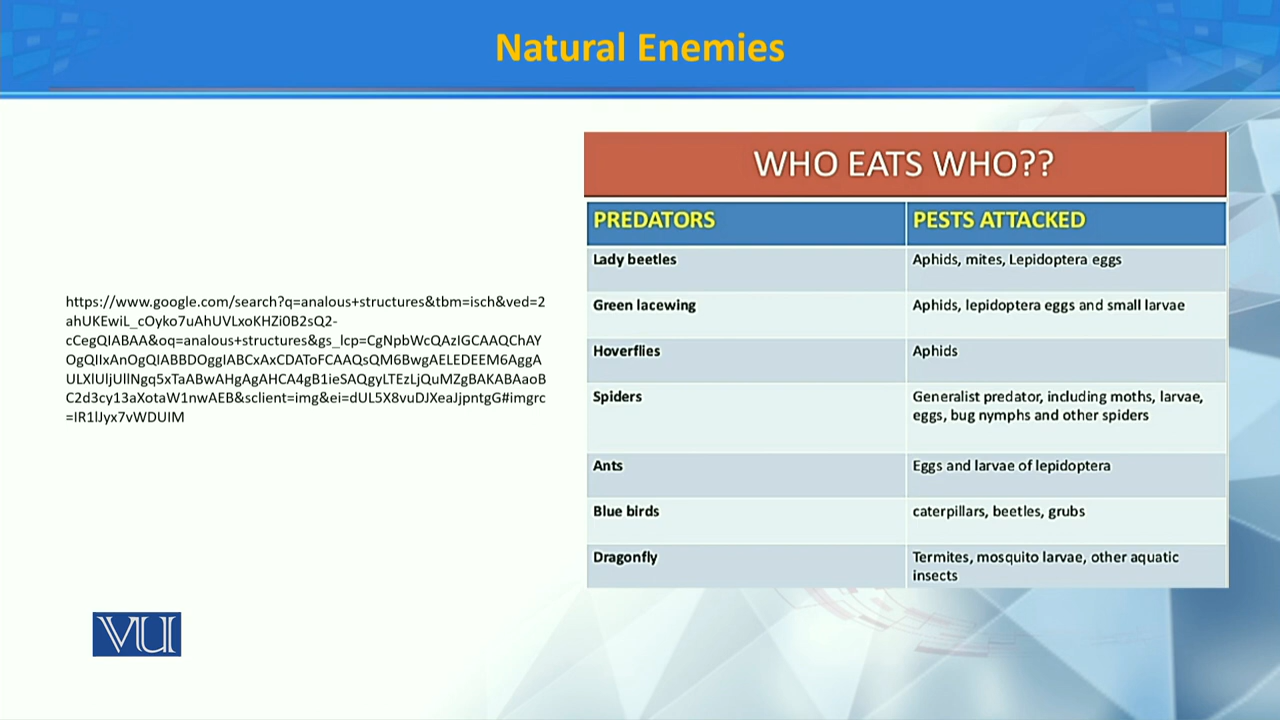 Natural Enemies
https://www.google.com/search?q=analous+structures&tbm=isch&ved=2
ahUKEwiL_cOyko7uAhUVLxoKHZi0B2sQ2-
cCegQIABAA&oq=analous+structures&gs_lcp=CgNpbWcQAzIGCAAQChAY
OgQIIxAnOgQIABBDOggIABCxAxCDAToFCAAQsQM6BwgAELEDEEM6AggA
ULXlUljUllNgq5xTaABwAHgAgAHCA4gB1ieSAQgyLTEzLjQuMZgBAKABAaoB
C2d3cy13aXotaW1nwAEB&sclient=img&ei=dUL5X8vuDJXeaJjpntgG#imgrc
=IR1lJyx7vWDUIM
WHO EATS WHO??
PREDATORS PESTS ATTACKED
Lady beetles Aphids, mites, Lepidoptera eggs
Green lacewing Aphids, lepidoptera eggs and small larvae
Hoverflies Aphids
Spiders Generalist predator, including moths, larvae,
eggs, bug nymphs and other spiders
Ants Eggs and larvae of lepidoptera
Blue birds caterpillars, beetles, grubs
Dragonfly Termites, mosquito larvae, other aquatic
insects
VU